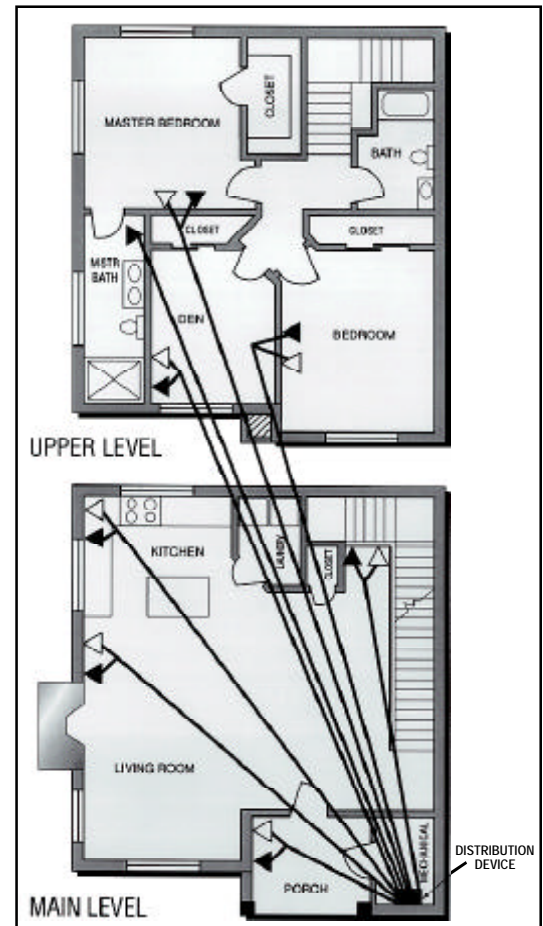 CLOSET
MASTER BEDROOM
BATH
CLOSET
CLOSET
MSTR
BATH
DEN
BEDROOM
UPPER LEVEL
KITCHEN
LAUNDRY
CLOSET
LIVING ROOM
MECHANICAL
DISTRIBUTION
DEVICE
PORCH
MAIN LEVEL